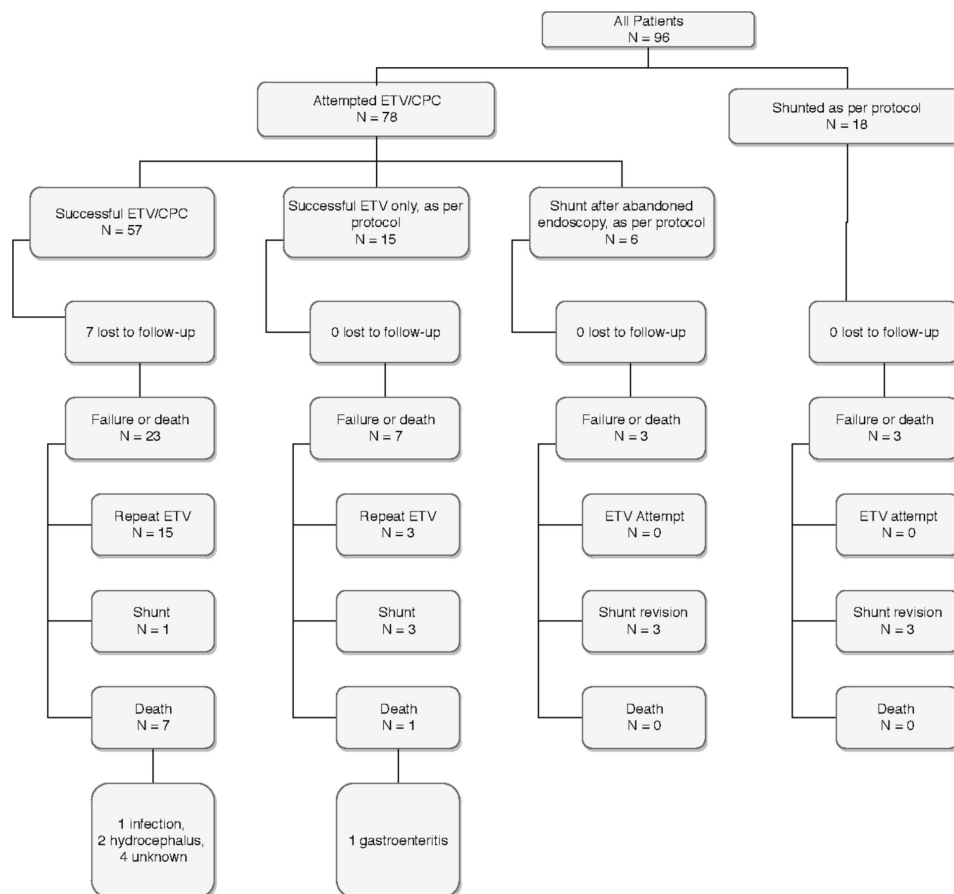 All Patients
N = 96
Attempted ETV/CPC
N = 78
Shunted as per protocol
N = 18
Successful ETV/CPC
N = 57
Successful ETV only, as per
protocol
N = 15
Shunt after abandoned
endoscopy, as per protocol
N = 6
7 lost to follow-up
0 lost to follow-up
0 lost to follow-up
0 lost to follow-up
Failure or death
N = 23
Failure or death
N = 7
Failure or death
N = 3
Failure or death
N = 3
Repeat ETV
N = 15
Repeat ETV
N = 3
ETV Attempt
N = 0
ETV attempt
N = 0
Shunt
N = 1
Shunt
N = 3
Shunt revision
N = 3
Shunt revision
N = 3
Death
N = 7
Death
N = 1
Death
N = 0
Death
N = 0
1 infection,
2 hydrocephalus,
4 unknown
1 gastroenteritis